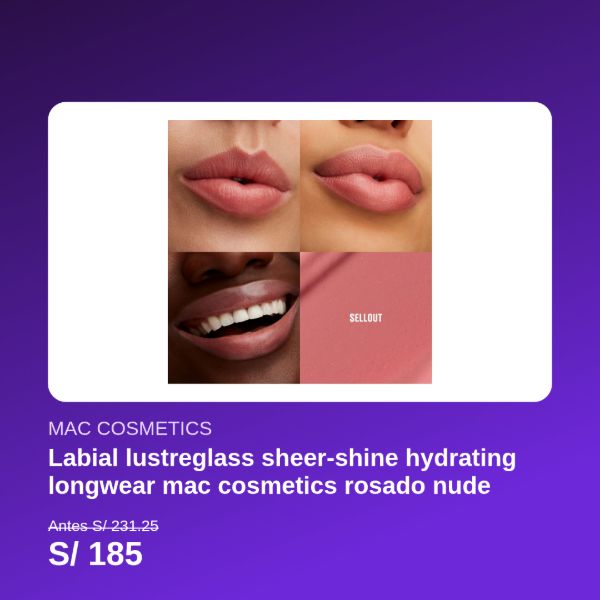 SELLOUT
MAC COSMETICS
Labial lustreglass sheer-shine hydrating
longwear mac cosmetics rosado nude
Antes S/ 231.25
S/ 185